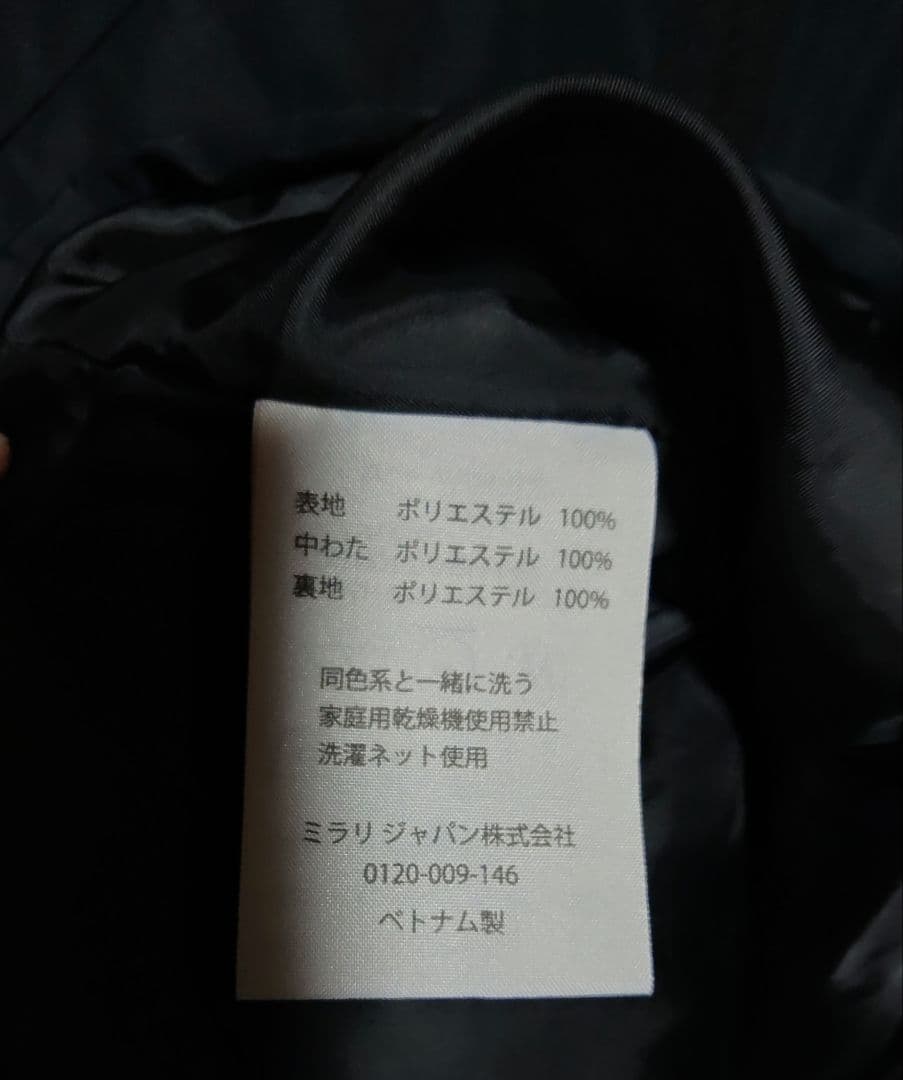 表地 ポリエステル 100%
中わた ポリエステル 100%
裏地 ポリエステル 100%
同色系と一緒に洗う
家庭用乾燥機使用禁止
洗濯ネット使用
ミラリ ジャパン株式会社
0120-009-146
ベトナム製